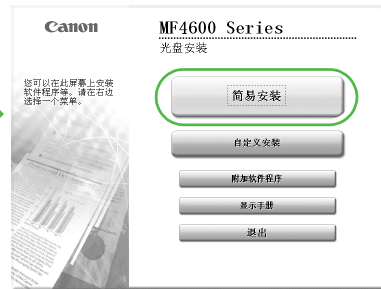 Canon
MF4600 Series
光盘安装
您可以在此屏幕上安装
软件程序等。请在右边
选择一个菜单。
简易安装
自定义安装
附加软件程序
显示手册
退出